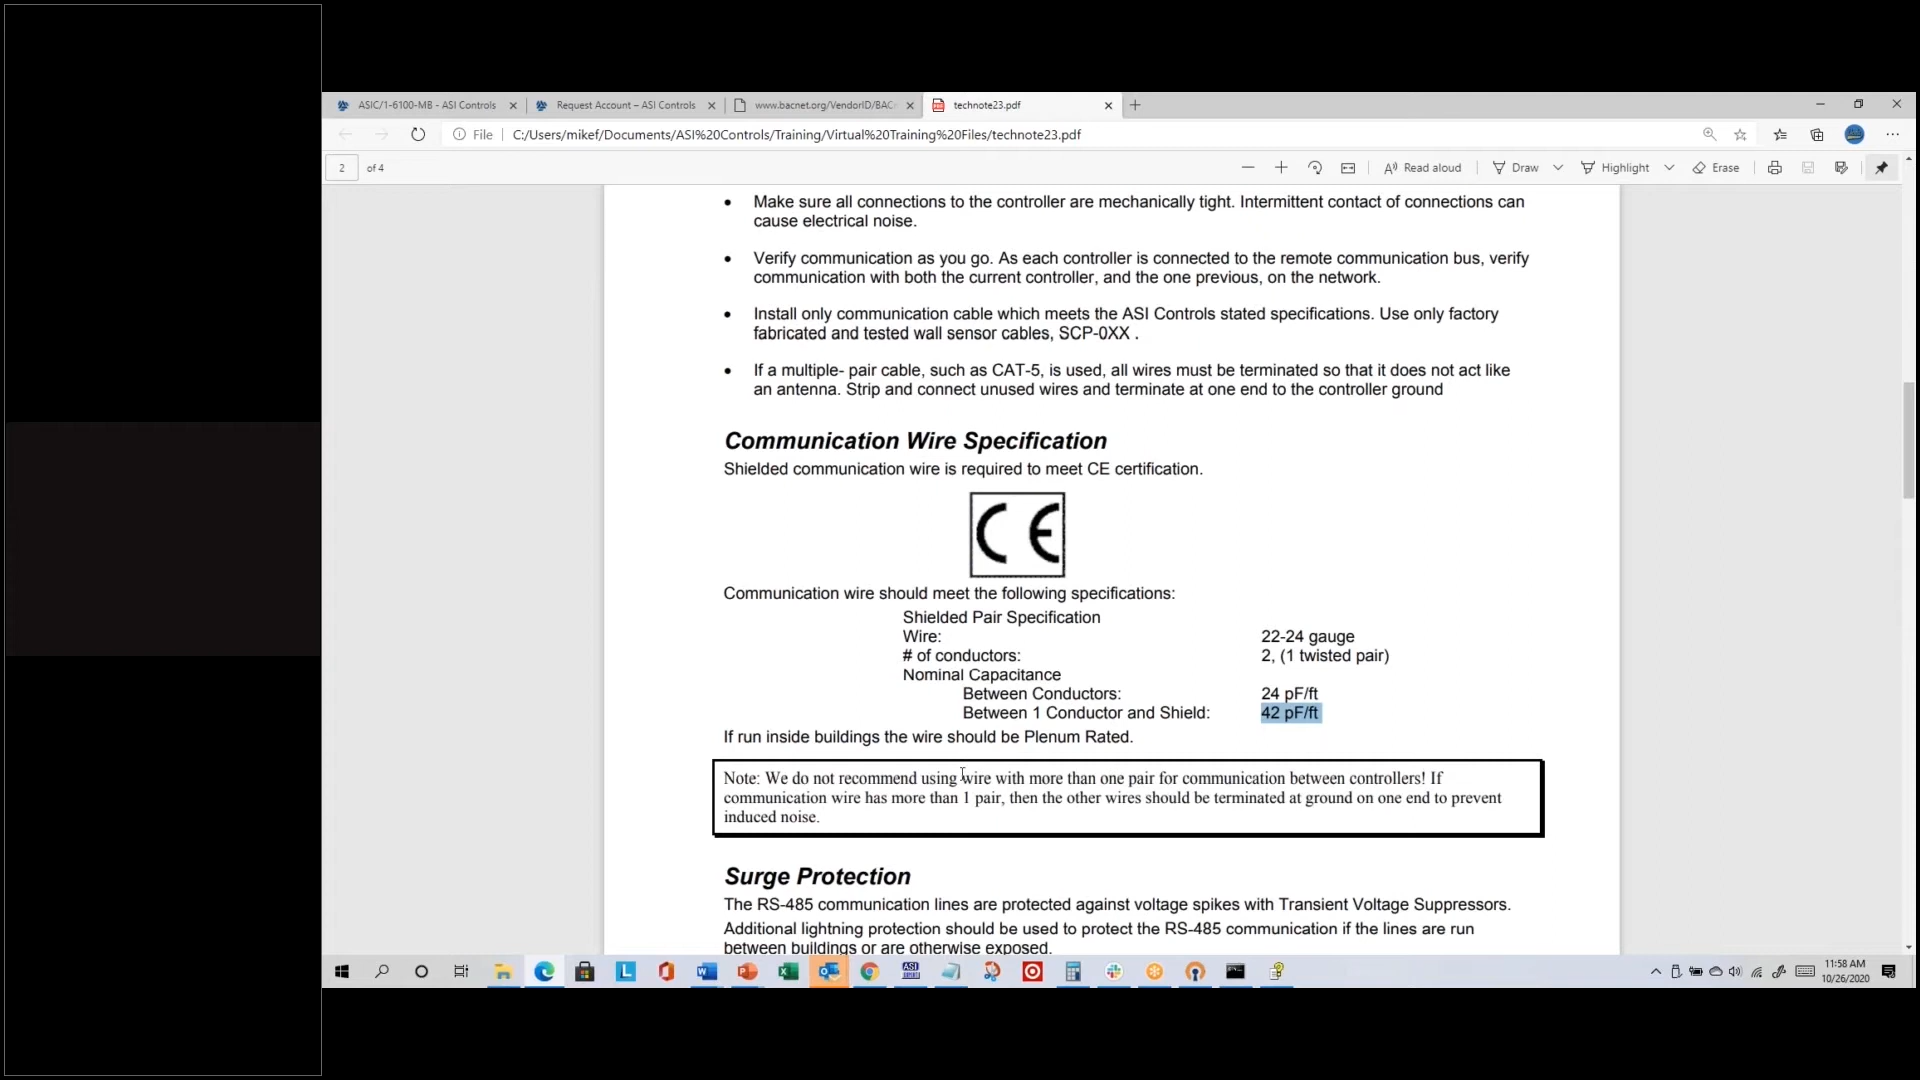 ASIC/1-6100-MB - ASI Controls
Request Account – ASI Controls
www.bacnet.org/VendorID/BAC
technote23.pdf
File C:/Users/mikef/Documents/ASI%20Controls/Training/Virtual%20Training%20Files/technote23.pdf
2 of 4
Read aloud
Draw
Highlight
Erase
• Make sure all connections to the controller are mechanically tight. Intermittent contact of connections can
cause electrical noise.
• Verify communication as you go. As each controller is connected to the remote communication bus, verify
communication with both the current controller, and the one previous, on the network.
• Install only communication cable which meets the ASI Controls stated specifications. Use only factory
fabricated and tested wall sensor cables, SCP-0XX .
• If a multiple- pair cable, such as CAT-5, is used, all wires must be terminated so that it does not act like
an antenna. Strip and connect unused wires and terminate at one end to the controller ground
Communication Wire Specification
Shielded communication wire is required to meet CE certification.
CE
Communication wire should meet the following specifications:
Shielded Pair Specification
Wire: 22-24 gauge
# of conductors: 2, (1 twisted pair)
Nominal Capacitance
Between Conductors: 24 pF/ft
Between 1 Conductor and Shield: 42 pF/ft
If run inside buildings the wire should be Plenum Rated.
Note: We do not recommend using wire with more than one pair for communication between controllers! If
communication wire has more than 1 pair, then the other wires should be terminated at ground on one end to prevent
induced noise.
Surge Protection
The RS-485 communication lines are protected against voltage spikes with Transient Voltage Suppressors.
Additional lightning protection should be used to protect the RS-485 communication if the lines are run
between buildings or are otherwise exposed.
L
ASI
11:58 AM
10/26/2020